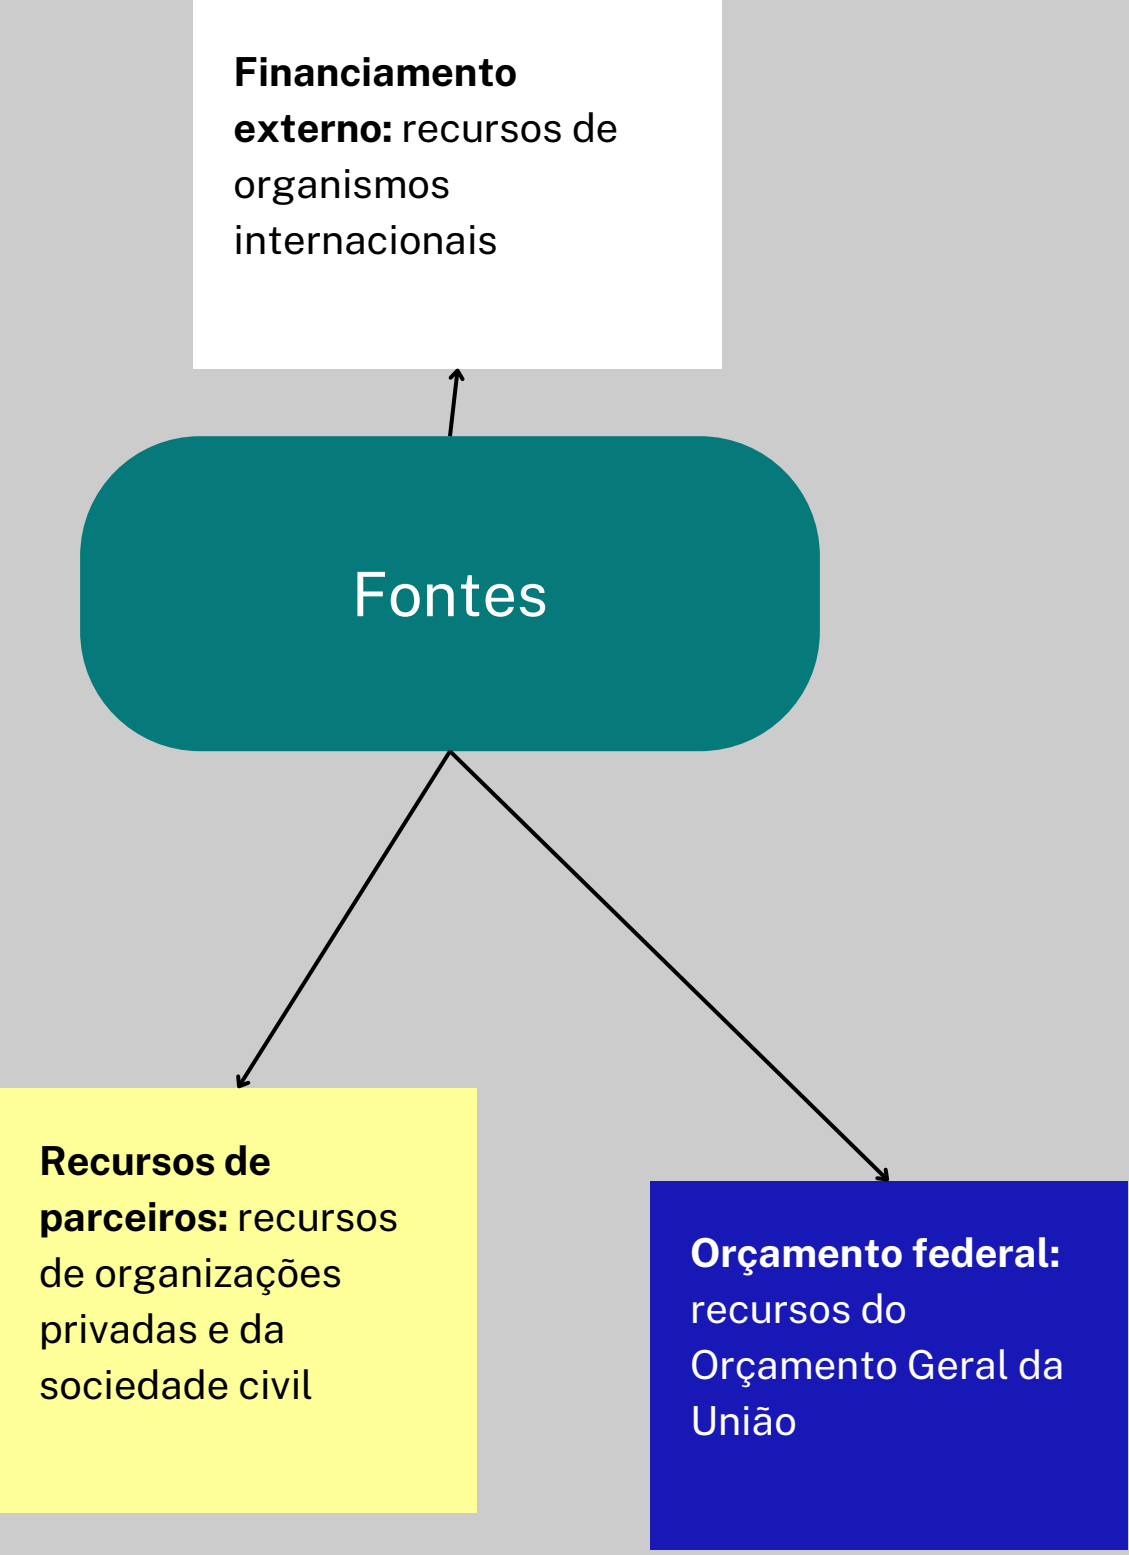 Financiamento
externo: recursos de
organismos
internacionais
Fontes
Recursos de
parceiros: recursos
de organizações
privadas e da
sociedade civil
Orçamento federal:
recursos do
Orçamento Geral da
União